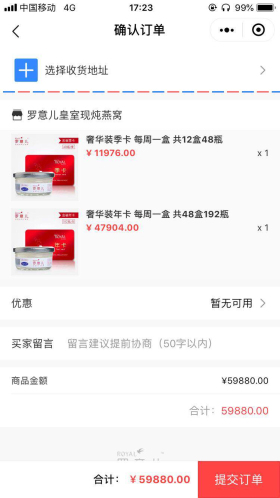 中国移动 4G 17:23 99%
确认订单
选择收货地址
罗意儿皇室现炖燕窝
奢华装季卡 每周一盒 共12盒48瓶
¥ 11976.00 x 1
奢华装年卡 每周一盒 共48盒192瓶
¥ 47904.00 x 1
优惠 暂无可用
买家留言 留言建议提前协商（50字以内）
商品金额 ¥59880.00
合计： 59880.00
合计： ¥ 59880.00 提交订单